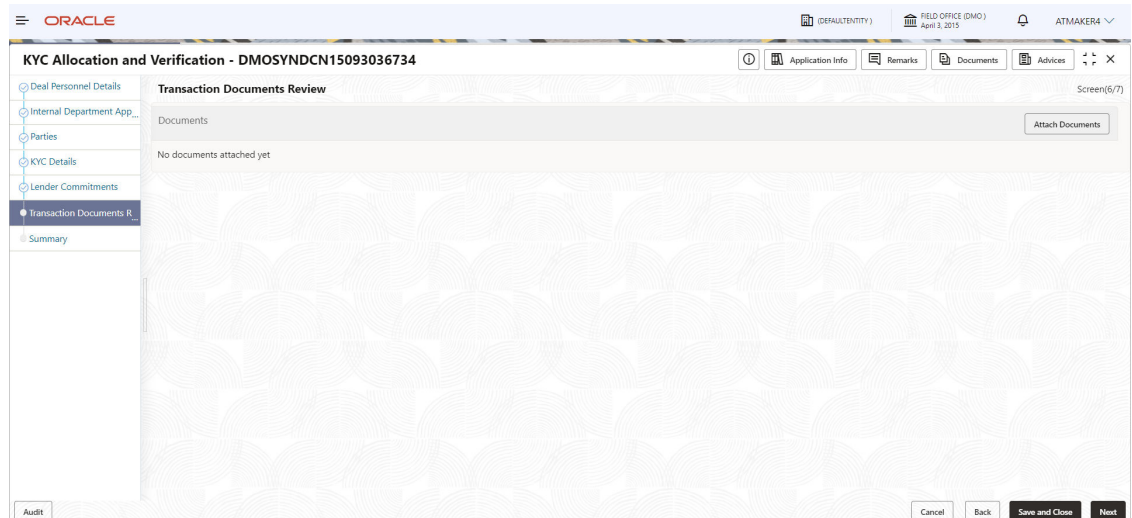 ORACLE
(DEFAULTENTITY )
FIELD OFFICE (DMO )
April 3, 2015
ATMAKER4
KYC Allocation and Verification - DMOSYNDCN15093036734
Application Info
Remarks
Documents
Advices
Deal Personnel Details
Internal Department App...
Parties
KYC Details
Lender Commitments
Transaction Documents R...
Summary
Transaction Documents Review
Screen(6/7)
Documents
Attach Documents
No documents attached yet
Audit
Cancel
Back
Save and Close
Next